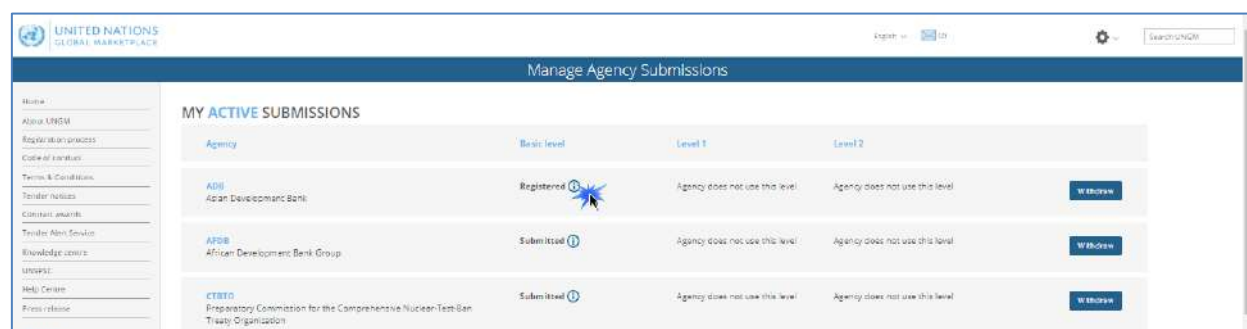 UNITED NATIONS
GLOBAL MARKETPLACE
English
Search UNGM
Manage Agency Submissions
Home
About UNGM
Registration process
Code of conduct
Terms & Conditions
Tender notices
Contract awards
Tender Alert Service
Knowledge centre
Help Centre
Press release
MY ACTIVE SUBMISSIONS
Agency Basic level Level 1 Level 2
ADB Registered Agency does not use this level Agency does not use this level Withdraw
Asian Development Bank
AFDB Submitted Agency does not use this level Agency does not use this level Withdraw
African Development Bank Group
CTBTO Submitted Agency does not use this level Agency does not use this level Withdraw
Preparatory Commission for the Comprehensive Nuclear-Test-Ban
Treaty Organisation